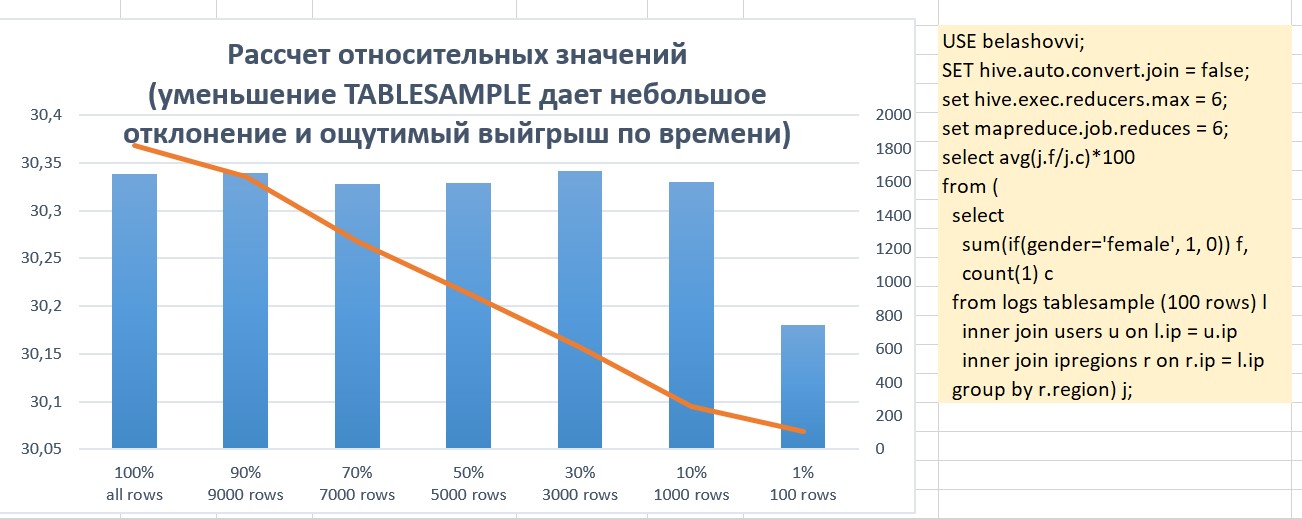 Рассчет относительных значений
(уменьшение TABLESAMPLE дает небольшое
отклонение и ощутимый выйгрыш по времени)
30,4
30,35
30,3
30,25
30,2
30,15
30,1
30,05
2000
1800
1600
1400
1200
1000
800
600
400
200
0
100%
all rows
90%
9000 rows
70%
7000 rows
50%
5000 rows
30%
3000 rows
10%
1000 rows
1%
100 rows
USE belashovvi;
SET hive.auto.convert.join = false;
set hive.exec.reducers.max = 6;
set mapreduce.job.reduces = 6;
select avg(j.f/j.c)*100
from (
select
sum(if(gender='female', 1, 0)) f,
count(1) c
from logs tablesample (100 rows) l
inner join users u on l.ip = u.ip
inner join ipregions r on r.ip = l.ip
group by r.region) j;